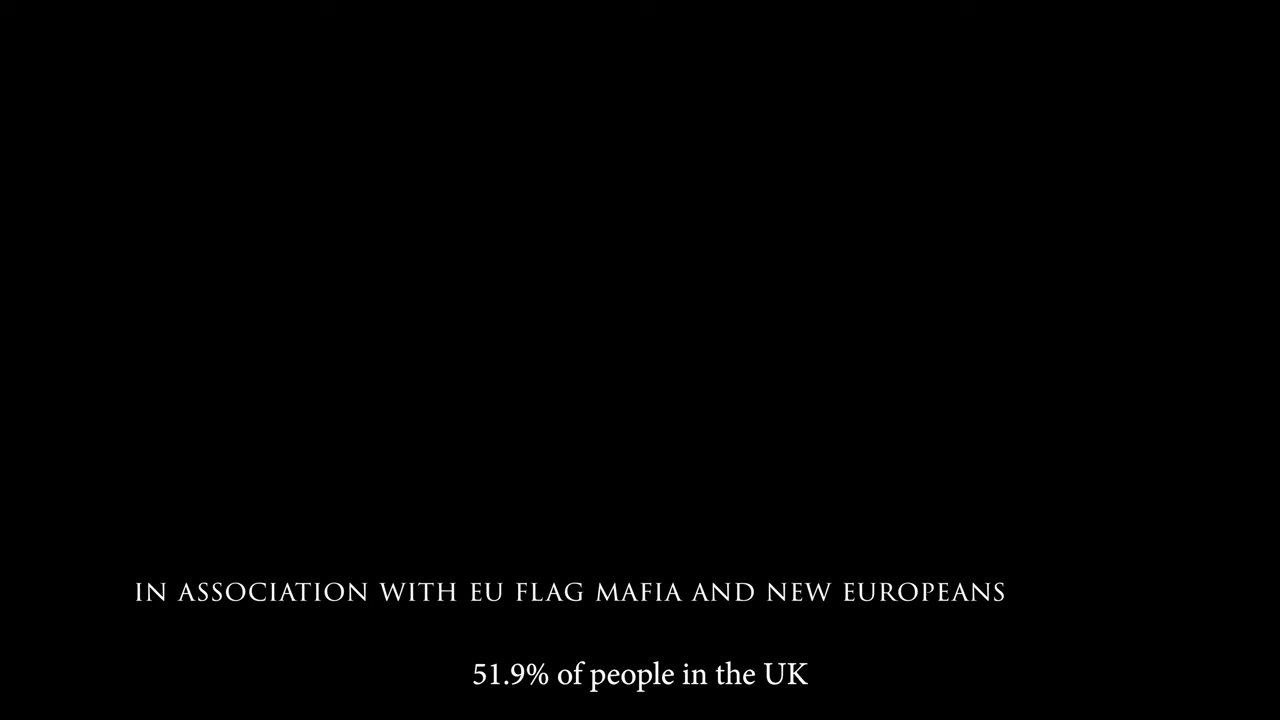 IN ASSOCIATION WITH EU FLAG MAFIA AND NEW EUROPEANS
51.9% of people in the UK